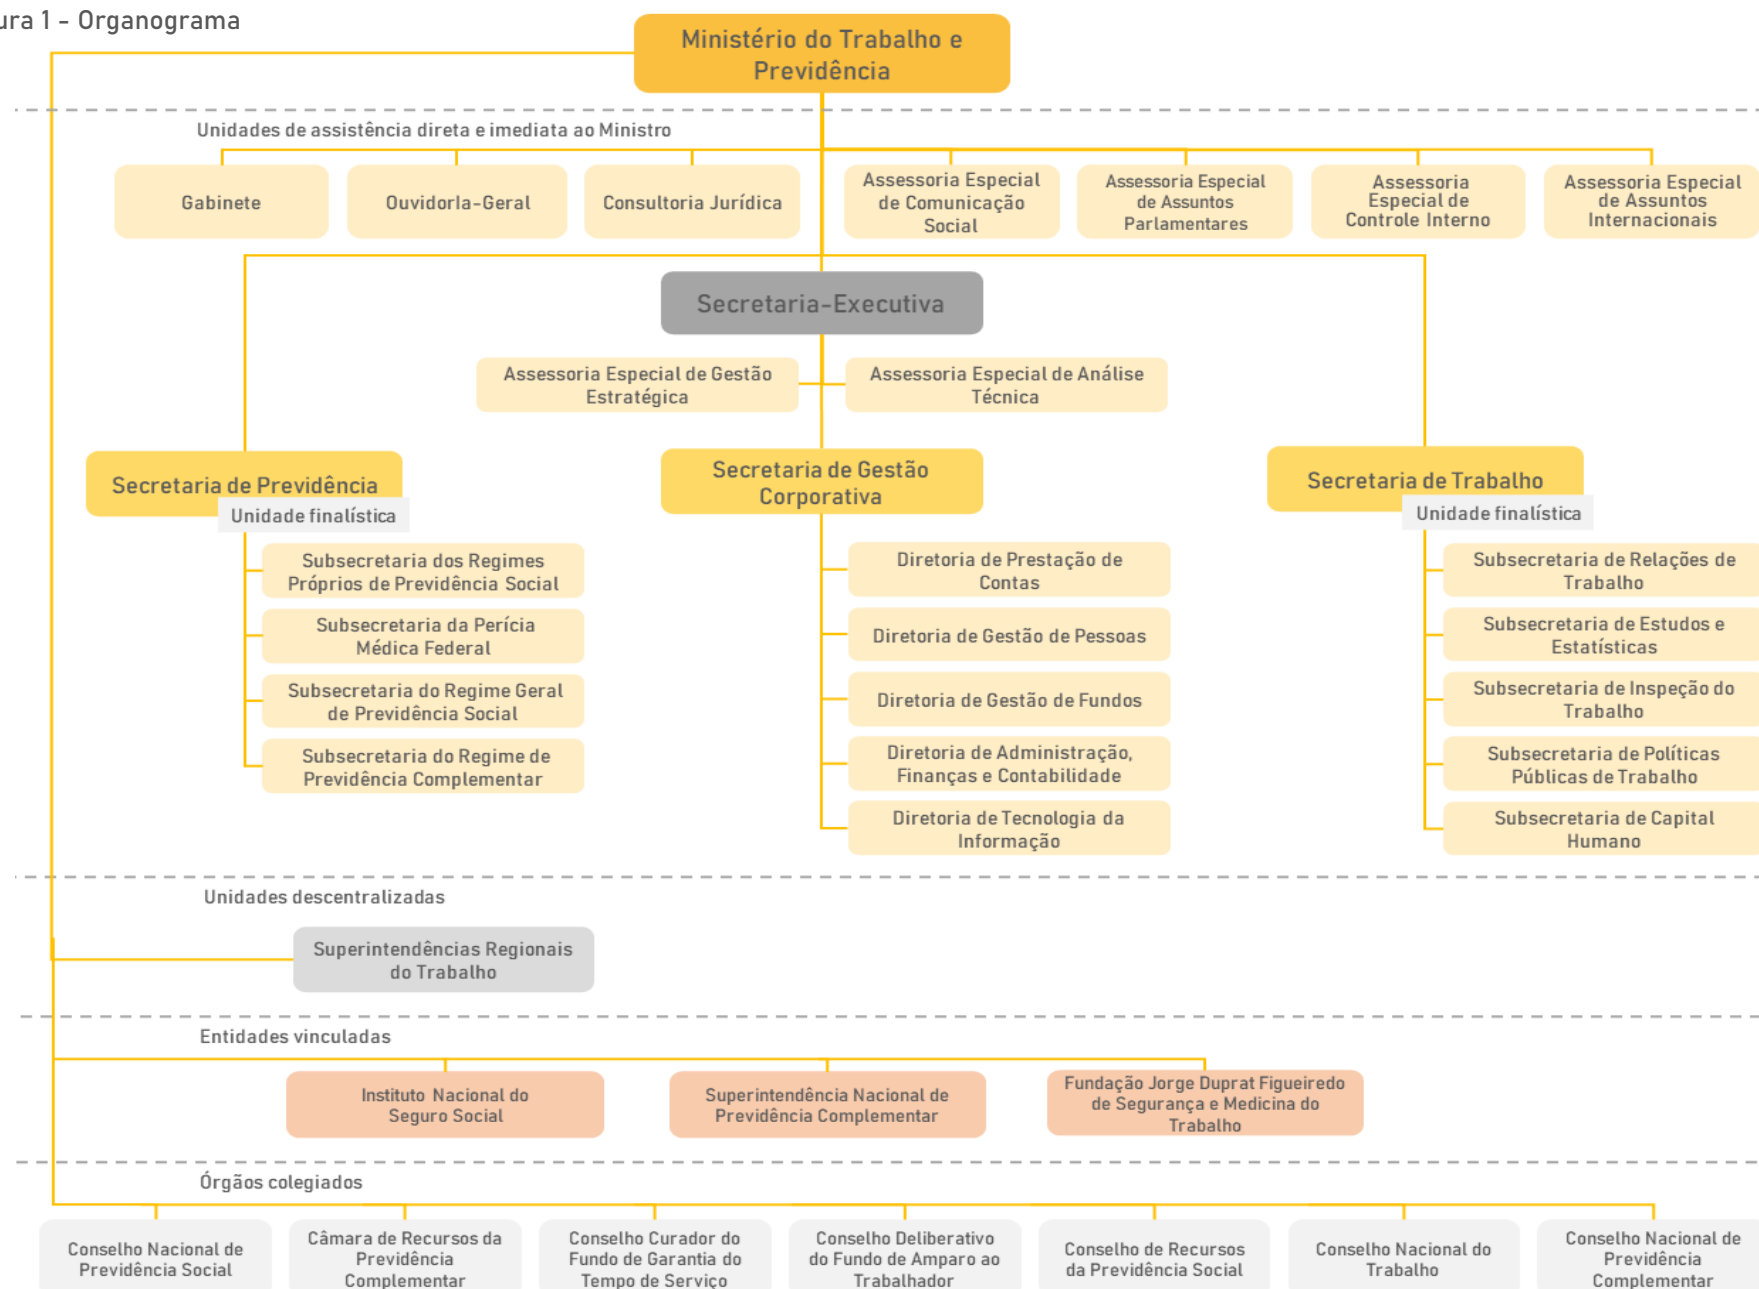 ura 1 - Organograma
Ministério do Trabalho e
Previdência
Unidades de assistência direta e imediata ao Ministro
Gabinete
OuvidorIa-Geral
Consultoria Jurídica
Assessoria Especial
de Comunicação
Social
Assessoria Especial
de Assuntos
Parlamentares
Assessoria
Especial de
Controle Interno
Assessoria Especial
de Assuntos
Internacionais
Secretaria-Executiva
Assessoria Especial de Gestão
Estratégica
Assessoria Especial de Análise
Técnica
Secretaria de Previdência
Unidade finalística
Subsecretaria dos Regimes
Próprios de Previdência Social
Subsecretaria da Perícia
Médica Federal
Subsecretaria do Regime Geral
de Previdência Social
Subsecretaria do Regime de
Previdência Complementar
Secretaria de Gestão
Corporativa
Diretoria de Prestação de
Contas
Diretoria de Gestão de Pessoas
Diretoria de Gestão de Fundos
Diretoria de Administração,
Finanças e Contabilidade
Diretoria de Tecnologia da
Informação
Secretaria de Trabalho
Unidade finalística
Subsecretaria de Relações de
Trabalho
Subsecretaria de Estudos e
Estatísticas
Subsecretaria de Inspeção do
Trabalho
Subsecretaria de Políticas
Públicas de Trabalho
Subsecretaria de Capital
Humano
Unidades descentralizadas
Superintendências Regionais
do Trabalho
Entidades vinculadas
Instituto Nacional do
Seguro Social
Superintendência Nacional de
Previdência Complementar
Fundação Jorge Duprat Figueiredo
de Segurança e Medicina do
Trabalho
Órgãos colegiados
Conselho Nacional de
Previdência Social
Câmara de Recursos da
Previdência
Complementar
Conselho Curador do
Fundo de Garantia do
Tempo de Serviço
Conselho Deliberativo
do Fundo de Amparo ao
Trabalhador
Conselho de Recursos
da Previdência Social
Conselho Nacional do
Trabalho
Conselho Nacional de
Previdência
Complementar